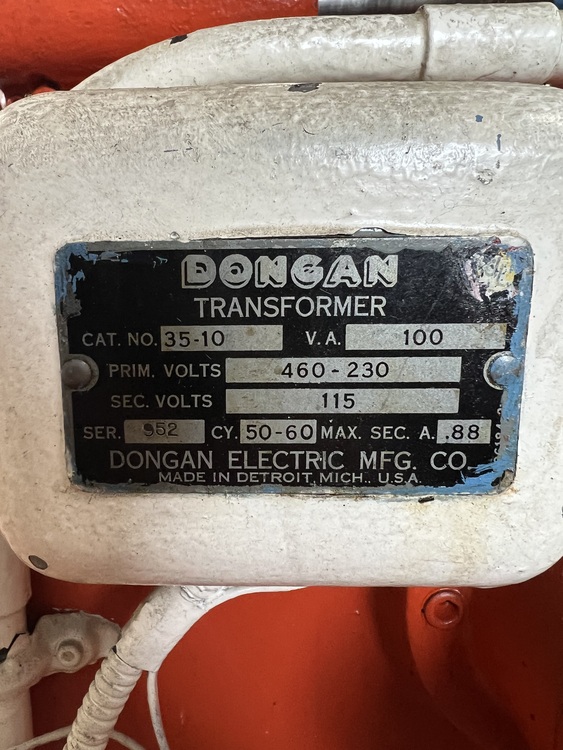 DONGAN
TRANSFORMER
CAT. NO. 35-10 V.A. 100
PRIM. VOLTS 460-230
SEC. VOLTS 115
SER. 952 CY. 50-60 MAX. SEC. A. .88
DONGAN ELECTRIC MFG. CO.
MADE IN DETROIT, MICH., U.S.A.